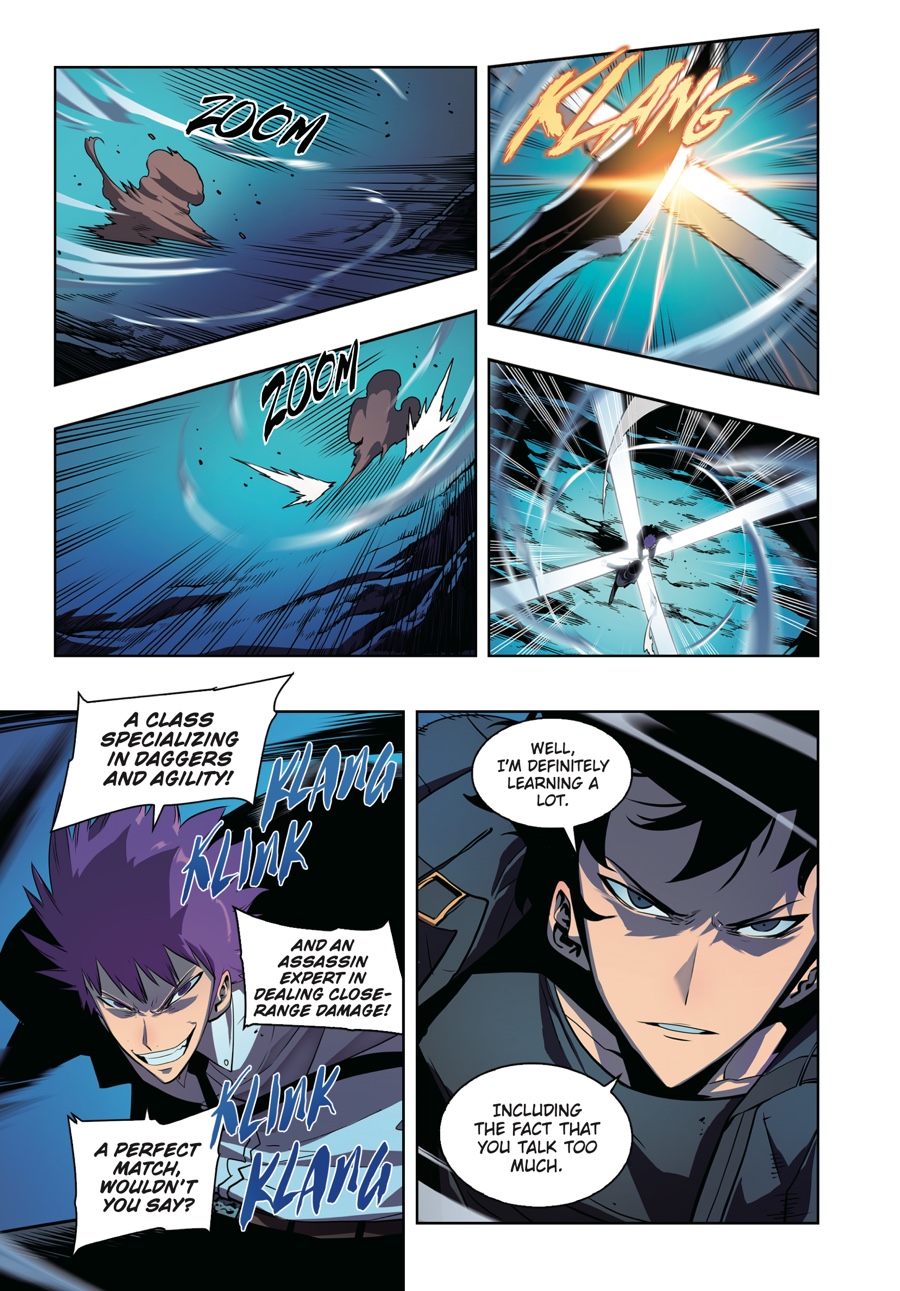 ZOOM
KLANG
ZOOM
A CLASS
SPECIALIZING
IN DAGGERS
AND AGILITY!
KLANG
KLINK
AND AN
ASSASSIN
EXPERT IN
DEALING CLOSE-
RANGE DAMAGE!
KLINK
KLANG
A PERFECT
MATCH,
WOULDN'T
YOU SAY?
WELL,
I'M DEFINITELY
LEARNING A
LOT.
INCLUDING
THE FACT THAT
YOU TALK TOO
MUCH.